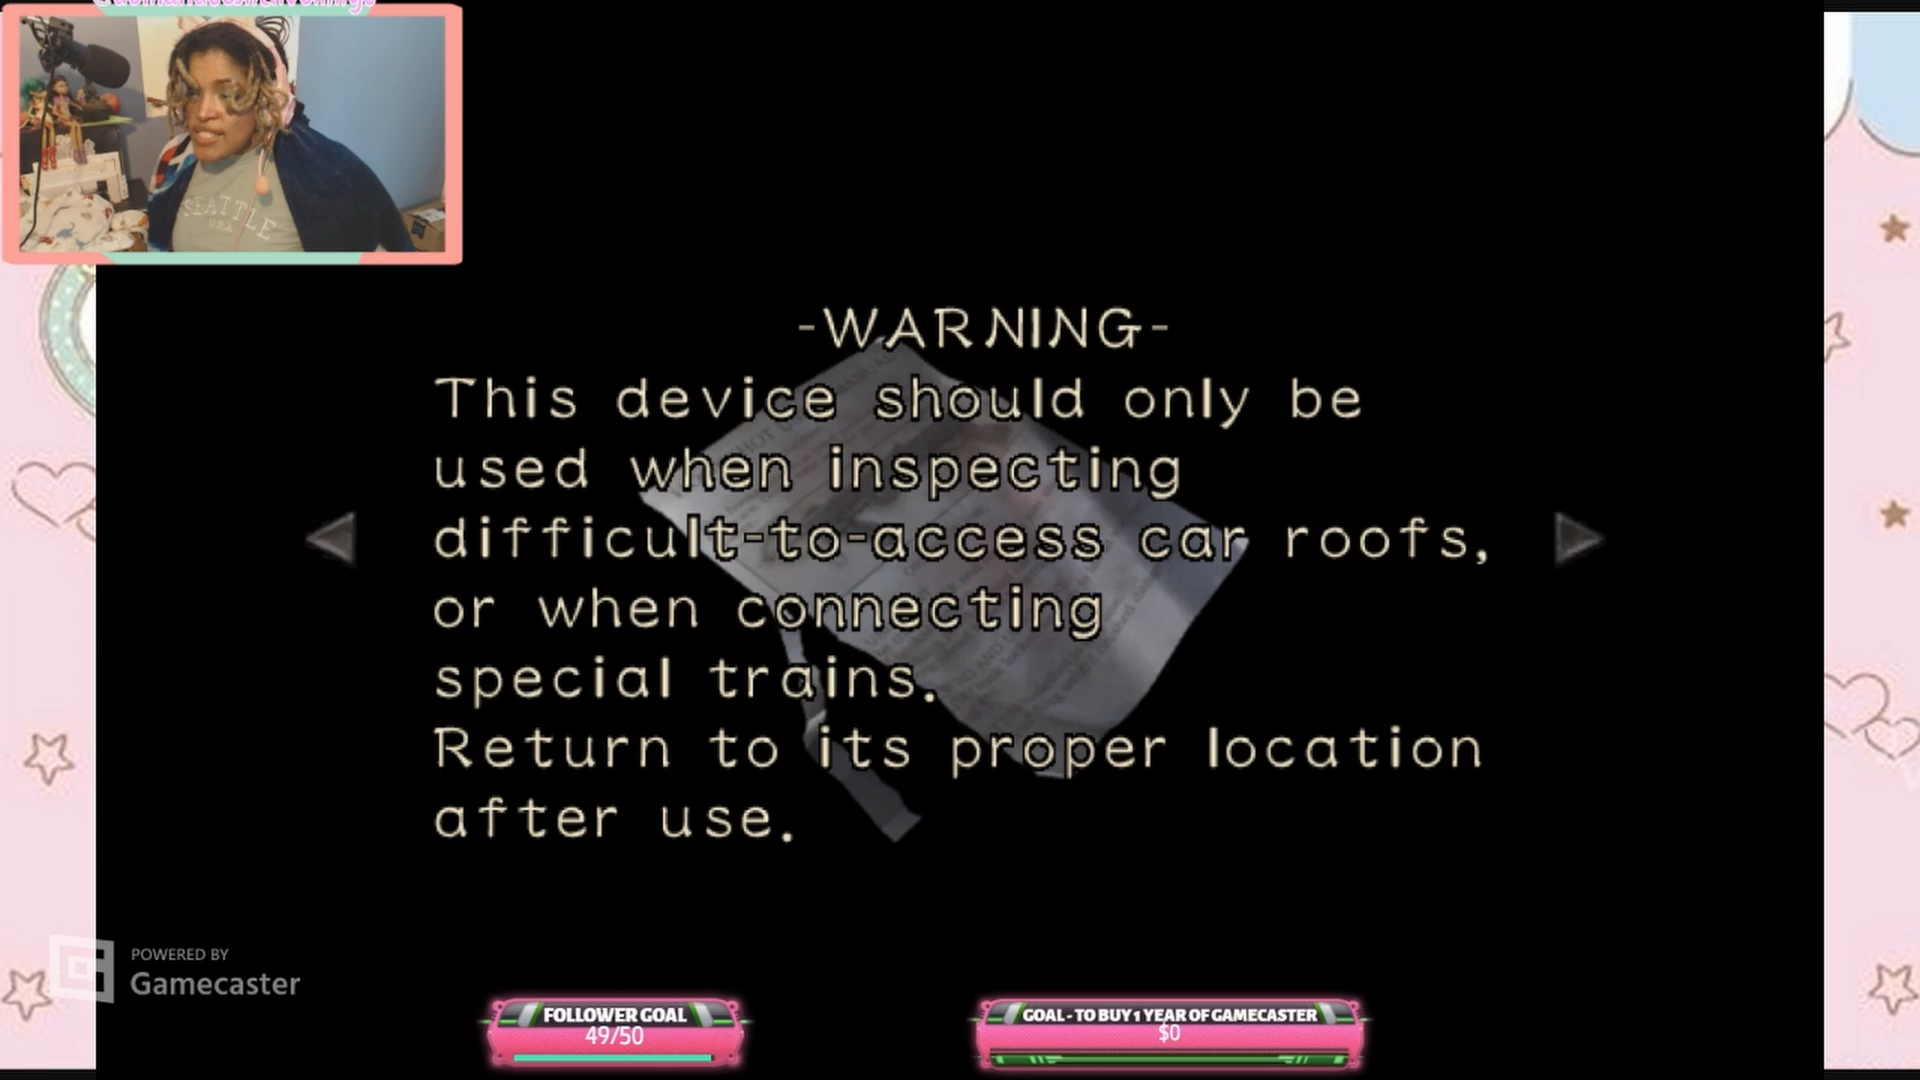 SEATTLE
USA
-WARNING-
This device should only be
used when inspecting
difficult-to-access car roofs,
or when connecting
special trains.
Return to its proper location
after use.
POWERED BY
Gamecaster
FOLLOWER GOAL
49/50
GOAL - TO BUY 1 YEAR OF GAMECASTER
$0